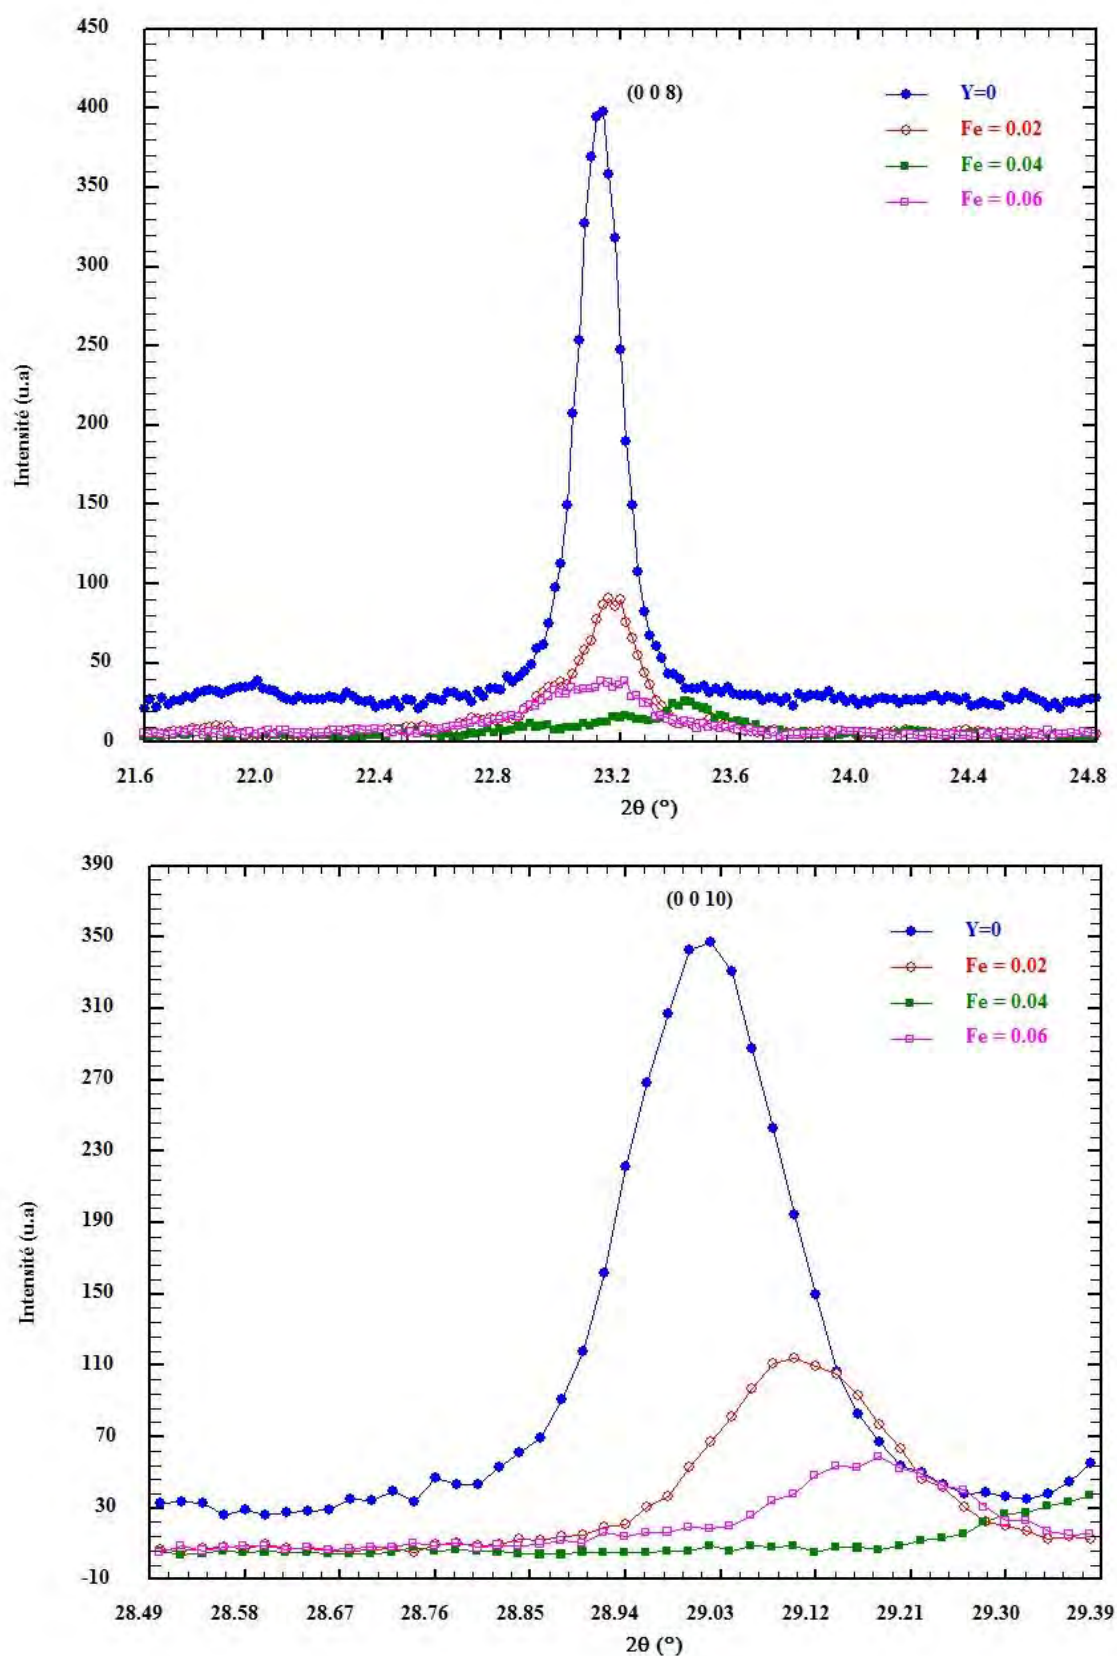 450
(0 0 8)
Y=0
400
Fe = 0.02
Fe = 0.04
350
Fe = 0.06
300
250
Intensité (u.a)
200
150
100
50
0
21.6 22.0 22.4 22.8 23.2 23.6 24.0 24.4 24.8
2θ (°)
390
(0 0 10)
Y=0
350
Fe = 0.02
310
Fe = 0.04
Fe = 0.06
270
230
190
Intensité (u.a)
150
110
70
30
-10
28.49 28.58 28.67 28.76 28.85 28.94 29.03 29.12 29.21 29.30 29.39
2θ (°)